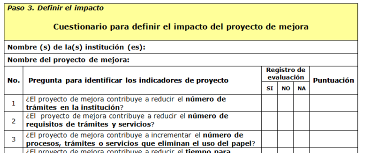 Paso 3. Definir el impacto
Cuestionario para definir el impacto del proyecto de mejora
Nombre (s) de la(s) institución (es):
Nombre del proyecto de mejora:
No. Pregunta para identificar los indicadores de proyecto
Registro de
evaluación
SI NO NA
Puntuación
1 ¿El proyecto de mejora contribuye a reducir el número de
trámites en la institución?
2 ¿El proyecto de mejora contribuye a reducir el número de
requisitos de trámites y servicios?
3 ¿El proyecto de mejora contribuye a incrementar el número de
procesos, trámites o servicios que eliminan el uso del papel?
¿El proyecto de mejora contribuye a reducir el tiempo para